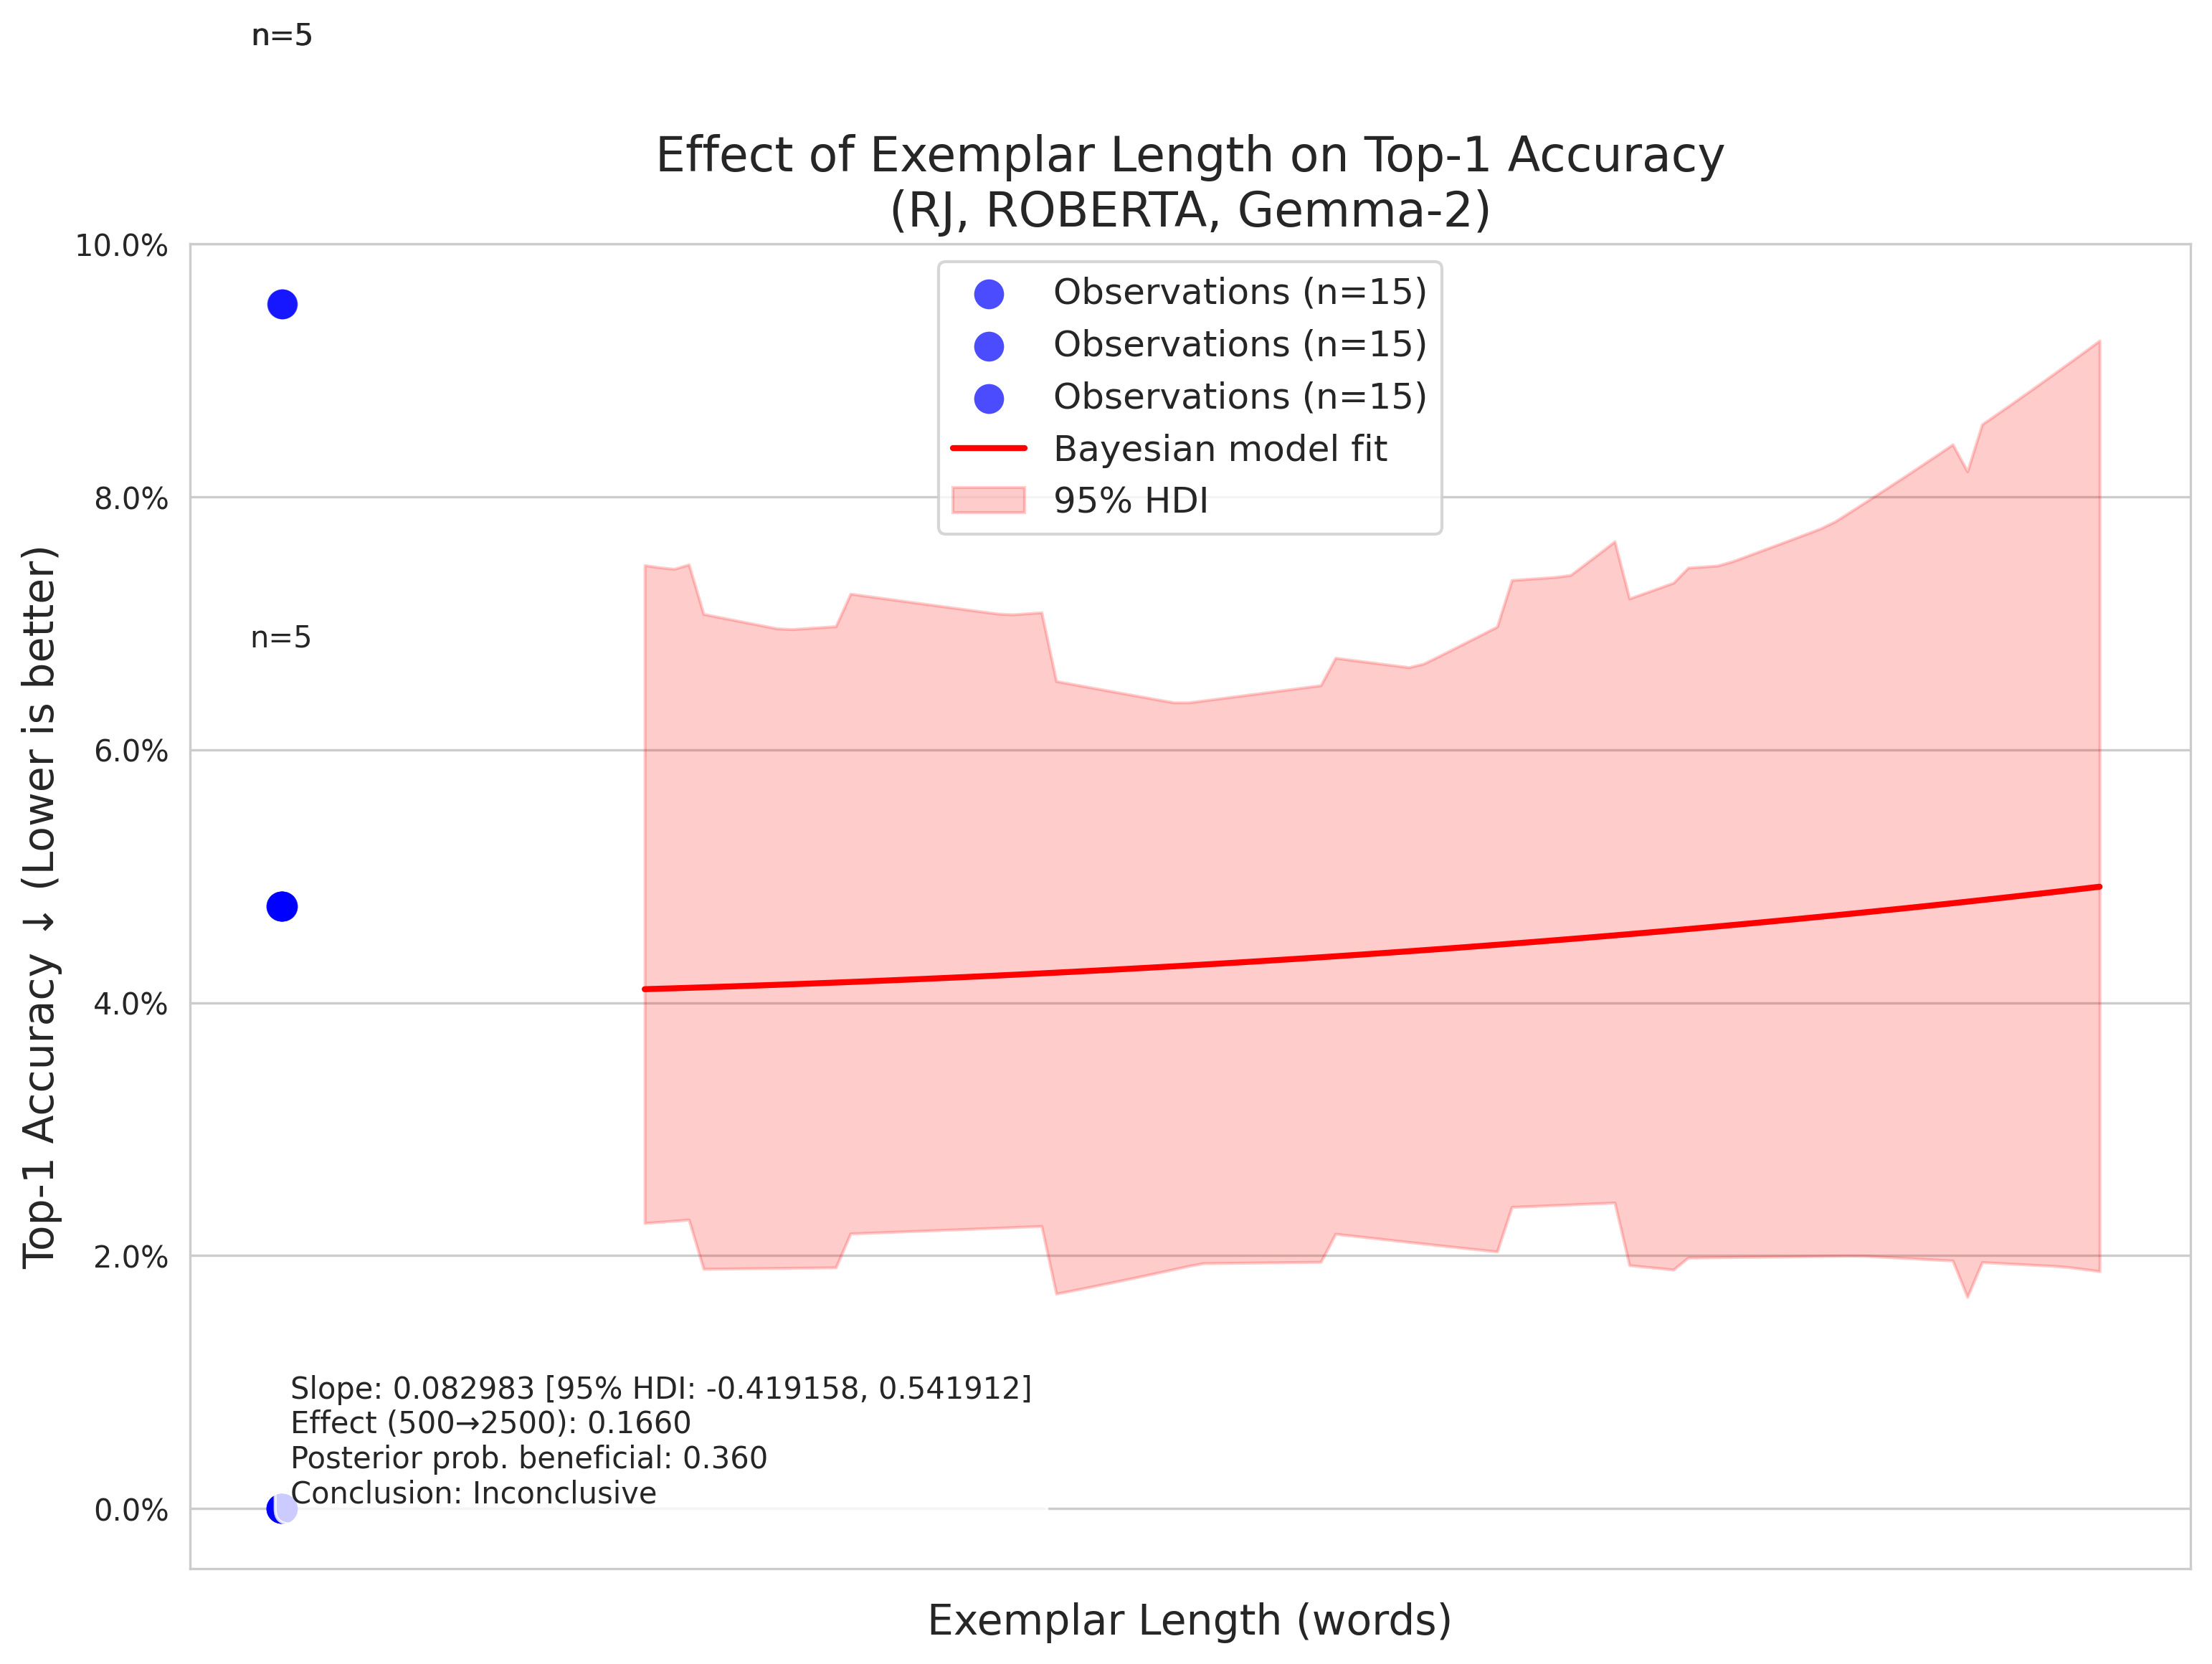 n=5
Effect of Exemplar Length on Top-1 Accuracy
(RJ, ROBERTA, Gemma-2)
10.0%
8.0%
6.0%
4.0%
2.0%
0.0%
Top-1 Accuracy ↓ (Lower is better)
Observations (n=15)
Observations (n=15)
Observations (n=15)
Bayesian model fit
95% HDI
n=5
Slope: 0.082983 [95% HDI: -0.419158, 0.541912]
Effect (500→2500): 0.1660
Posterior prob. beneficial: 0.360
Conclusion: Inconclusive
Exemplar Length (words)